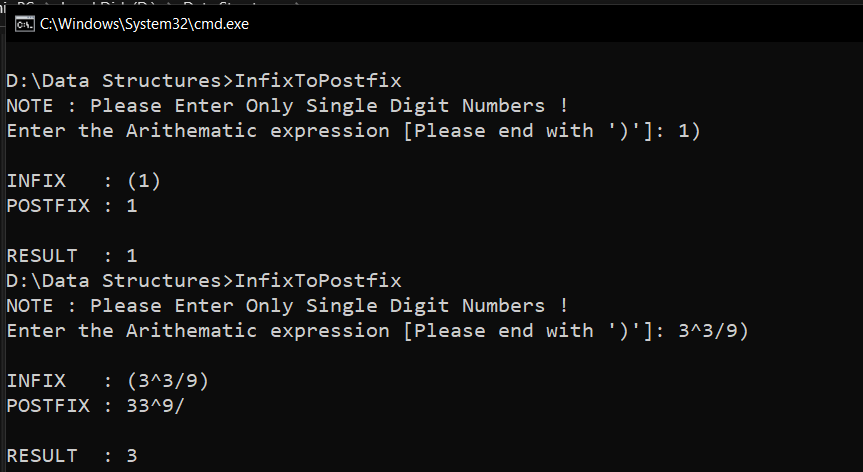 C:\Windows\System32\cmd.exe
D:\Data Structures>InfixToPostfix
NOTE : Please Enter Only Single Digit Numbers !
Enter the Arithematic expression [Please end with ')']: 1)
INFIX   : (1)
POSTFIX : 1
RESULT  : 1
D:\Data Structures>InfixToPostfix
NOTE : Please Enter Only Single Digit Numbers !
Enter the Arithematic expression [Please end with ')']: 3^3/9)
INFIX   : (3^3/9)
POSTFIX : 33^9/
RESULT  : 3